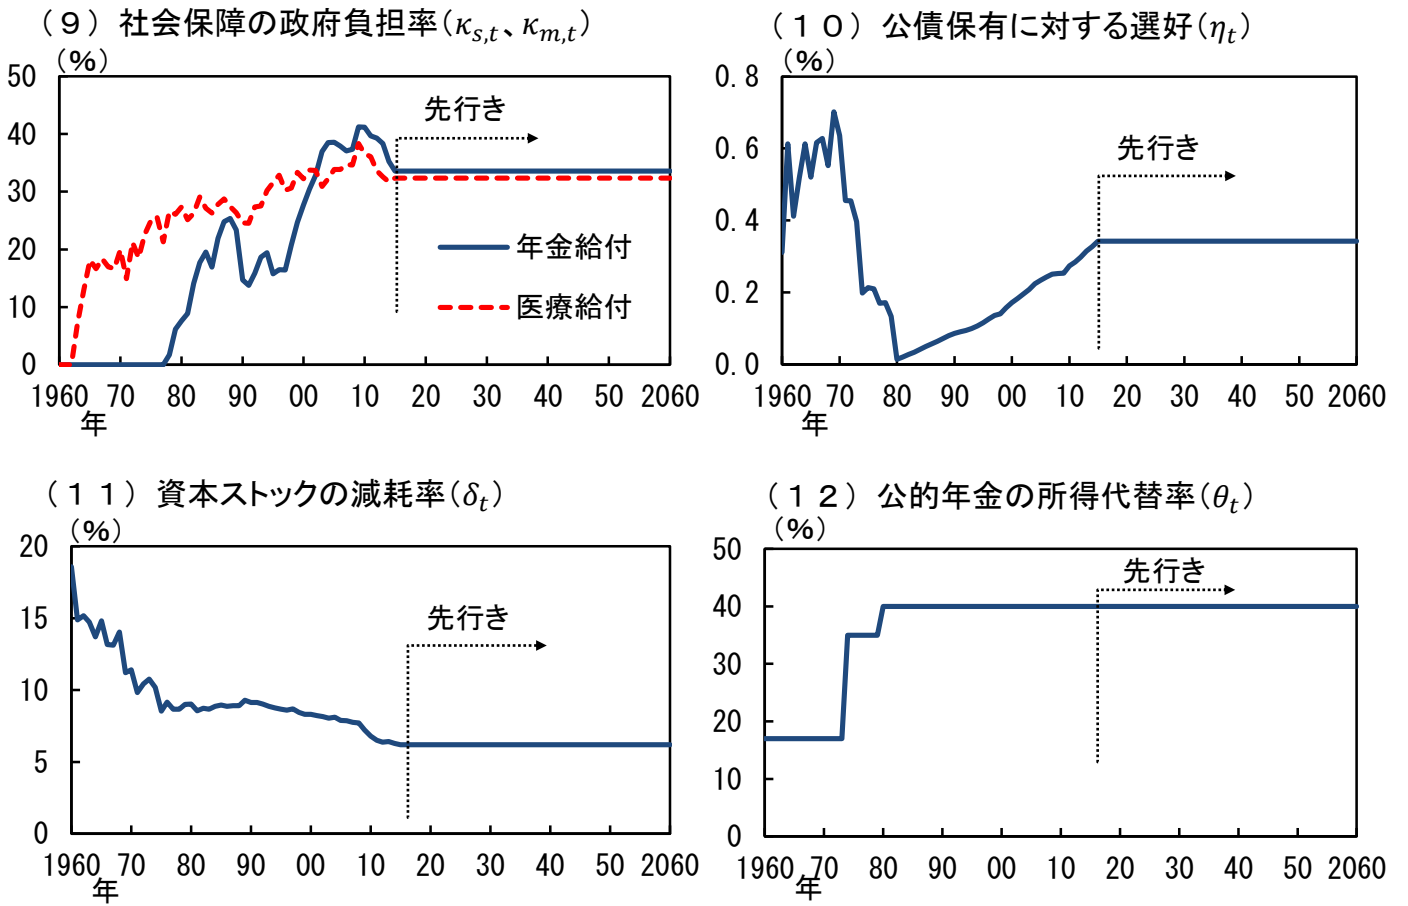 （９）社会保障の政府負担率(κs,t、κm,t)
（%）
50
40
30
20
10
0
先行き
年金給付
医療給付
1960 70 80 90 00 10 20 30 40 50 2060
年
（１０）公債保有に対する選好(ηt)
（%）
0.8
0.6
0.4
0.2
0.0
先行き
1960 70 80 90 00 10 20 30 40 50 2060
年
（１１）資本ストックの減耗率(δt)
（%）
20
15
10
5
0
先行き
1960 70 80 90 00 10 20 30 40 50 2060
年
（１２）公的年金の所得代替率(θt)
（%）
50
40
30
20
10
0
先行き
1960 70 80 90 00 10 20 30 40 50 2060
年